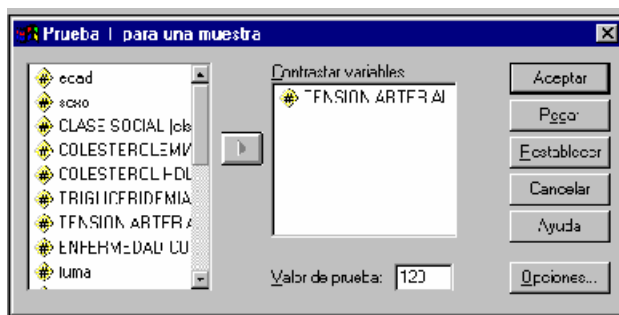 Prueba T para una muestra
edad
sexo
CLASE SOCIAL [cls
COLESTEROLEMIA
COLESTEROL HDL
TRIGLICERIDEMIA
TENSION ARTERIA
ENFERMEDAD CO
fuma
Contrastar variables
TENSION ARTERIAL
Valor de prueba: 120
Aceptar
Pegar
Restablecer
Cancelar
Ayuda
Opciones...